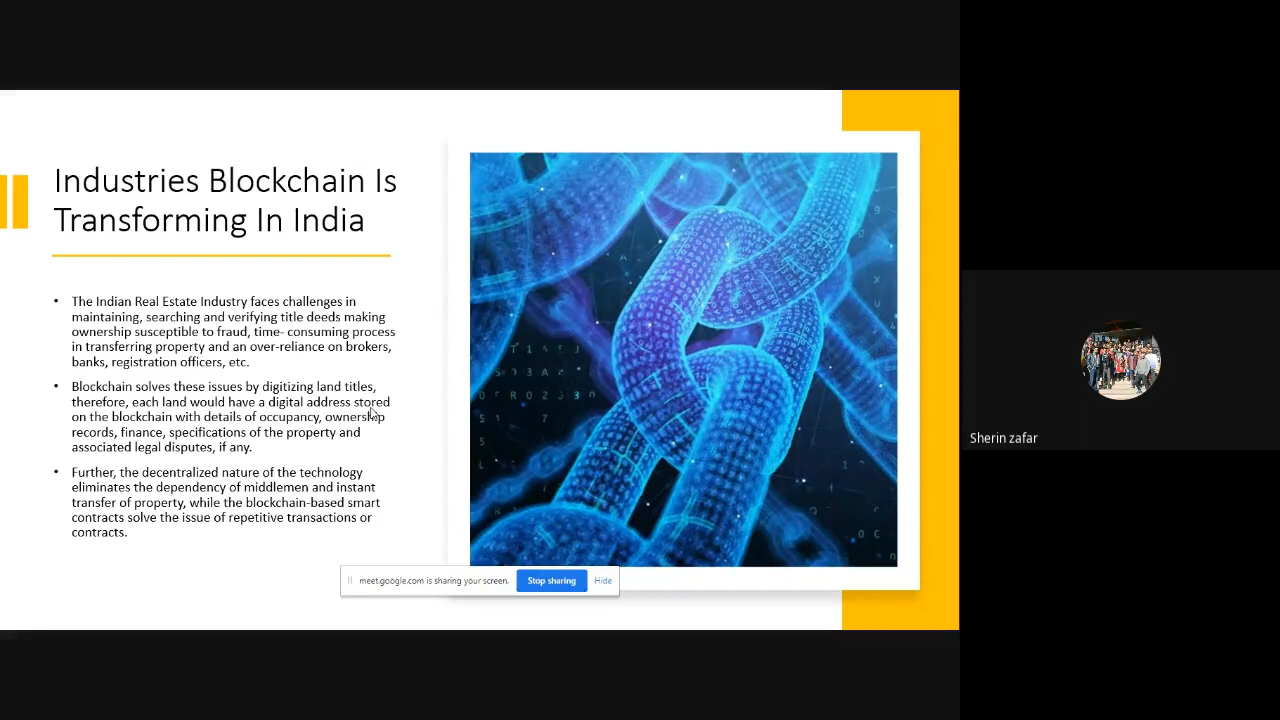 Industries Blockchain Is
Transforming In India
• The Indian Real Estate Industry faces challenges in
maintaining, searching and verifying title deeds making
ownership susceptible to fraud, time- consuming process
in transferring property and an over-reliance on brokers,
banks, registration officers, etc.
• Blockchain solves these issues by digitizing land titles,
therefore, each land would have a digital address stored
on the blockchain with details of occupancy, ownership
records, finance, specifications of the property and
associated legal disputes, if any.
• Further, the decentralized nature of the technology
eliminates the dependency of middlemen and instant
transfer of property, while the blockchain-based smart
contracts solve the issue of repetitive transactions or
contracts.
meet.google.com is sharing your screen.
Stop sharing
Hide
Sherin zafar